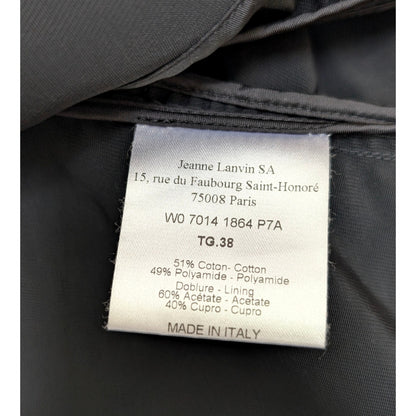 Jeanne Lanvin SA
15, rue du Faubourg Saint-Honoré
75008 Paris
W0 7014 1864 P7A
TG.38
51% Coton- Cotton
49% Polyamide - Polyamide
Doblure - Lining
60% Acétate - Acetate
40% Cupro - Cupro
MADE IN ITALY